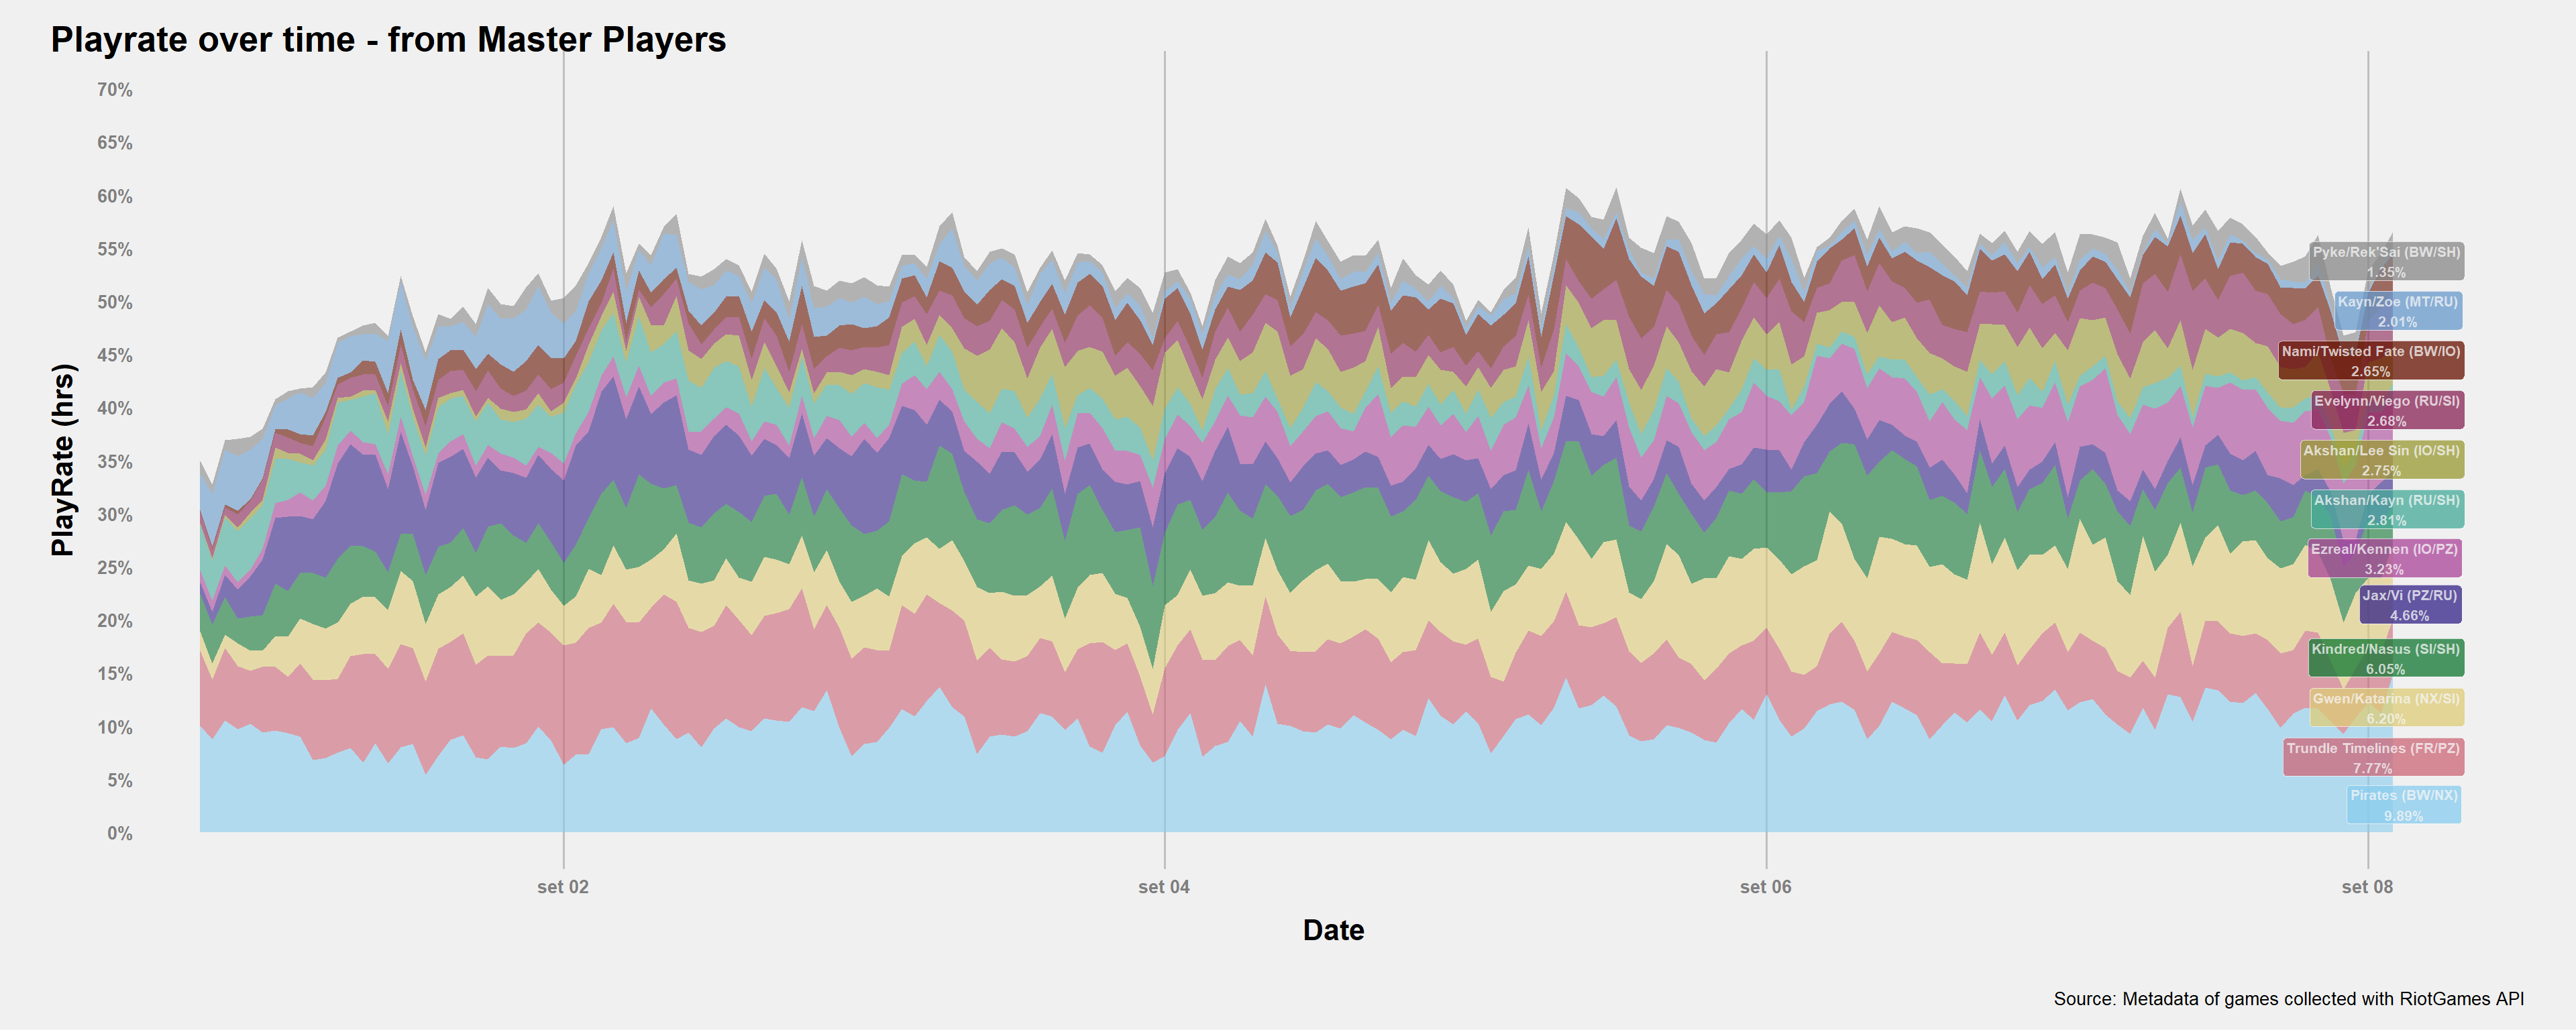 Playrate over time - from Master Players
PlayRate (hrs)
70%
65%
60%
55%
50%
45%
40%
35%
30%
25%
20%
15%
10%
5%
0%
Pyke/Rek'Sai (BW/SH)
1.35%
Kayn/Zoe (MT/RU)
2.01%
Nami/Twisted Fate (BW/IO)
2.65%
Evelynn/Viego (RU/SI)
2.68%
Akshan/Lee Sin (IO/SH)
2.75%
Akshan/Kayn (RU/SH)
2.81%
Ezreal/Kennen (IO/PZ)
3.23%
Jax/Vi (PZ/RU)
4.66%
Kindred/Nasus (SI/SH)
6.05%
Gwen/Katarina (NX/SI)
6.20%
Trundle Timelines (FR/PZ)
7.77%
Pirates (BW/NX)
9.89%
set 02
set 04
set 06
set 08
Date
Source: Metadata of games collected with RiotGames API